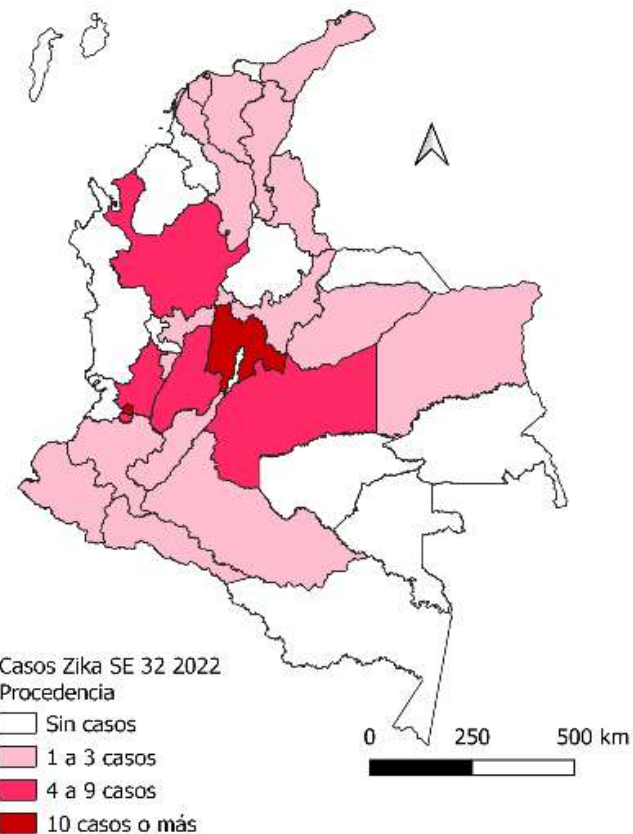 Casos Zika SE 32 2022
Procedencia
Sin casos
1 a 3 casos
4 a 9 casos
10 casos o más
0 250 500 km